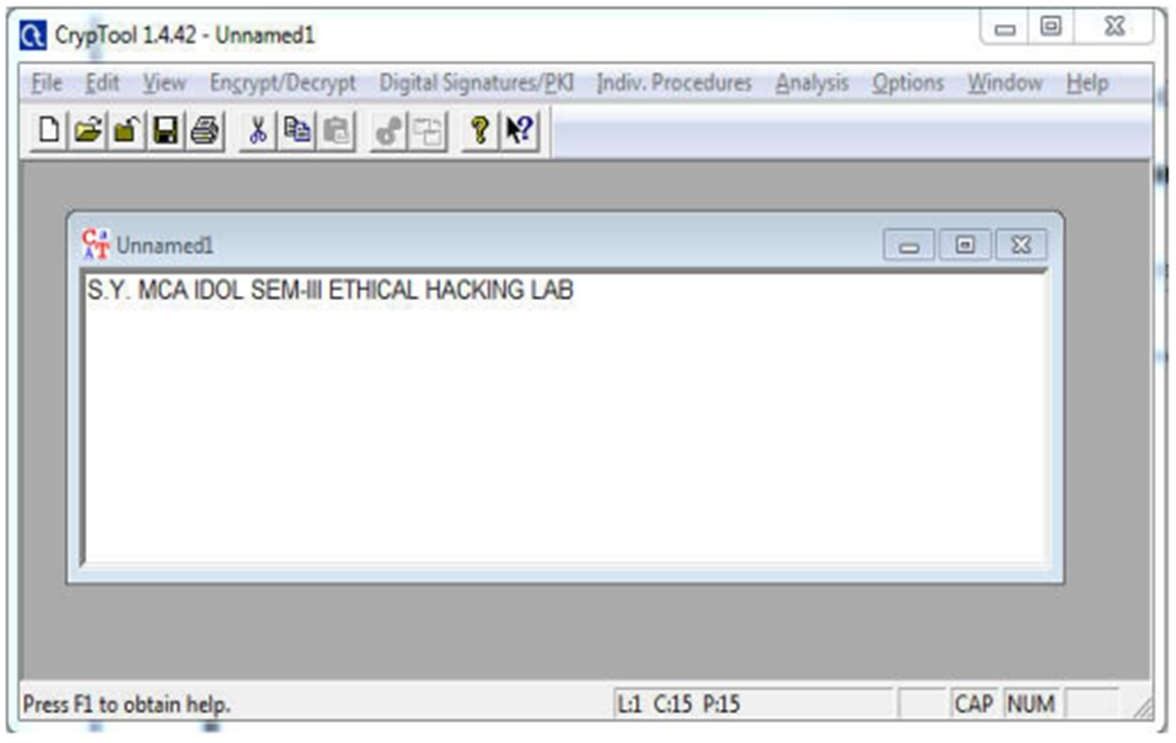 CrypTool 1.4.42 - Unnamed1
File Edit View Encrypt/Decrypt Digital Signatures/PKI Indiv. Procedures Analysis Options Window Help
Unnamed1
S.Y. MCA IDOL SEM-III ETHICAL HACKING LAB
Press F1 to obtain help. L:1 C:15 P:15 CAP NUM